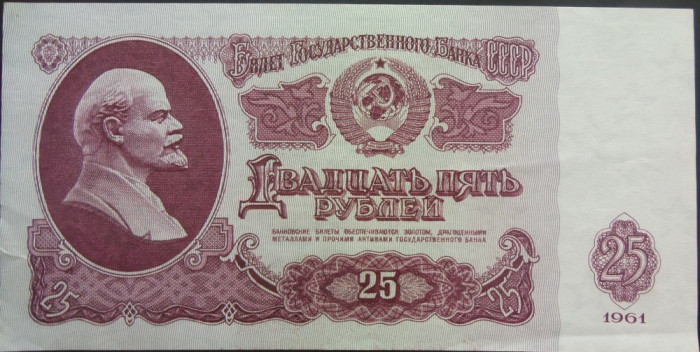 Билет Государственного Банка СССР
Двадцать пять
рублей
Банковские билеты обеспечиваются золотом, драгоценными
металлами и прочими активами Государственного Банка
25
25
25
25
1961